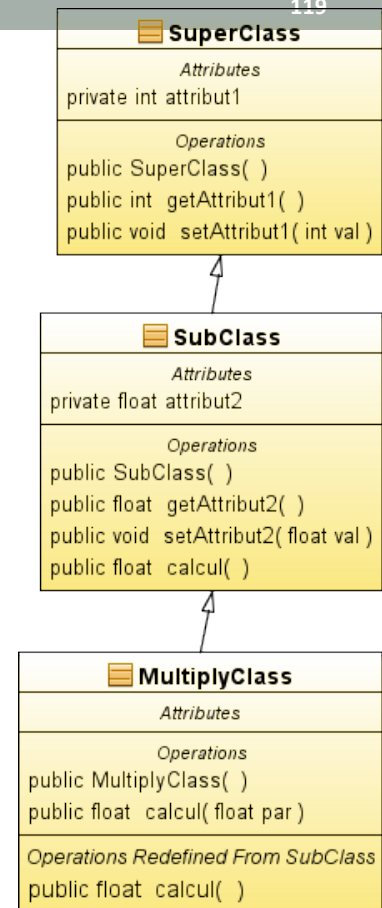 119
SuperClass
Attributes
private int attribut1
Operations
public SuperClass( )
public int getAttribut1( )
public void setAttribut1( int val )
SubClass
Attributes
private float attribut2
Operations
public SubClass( )
public float getAttribut2( )
public void setAttribut2( float val )
public float calcul( )
MultiplyClass
Attributes
Operations
public MultiplyClass( )
public float calcul( float par )
Operations Redefined From SubClass
public float calcul( )